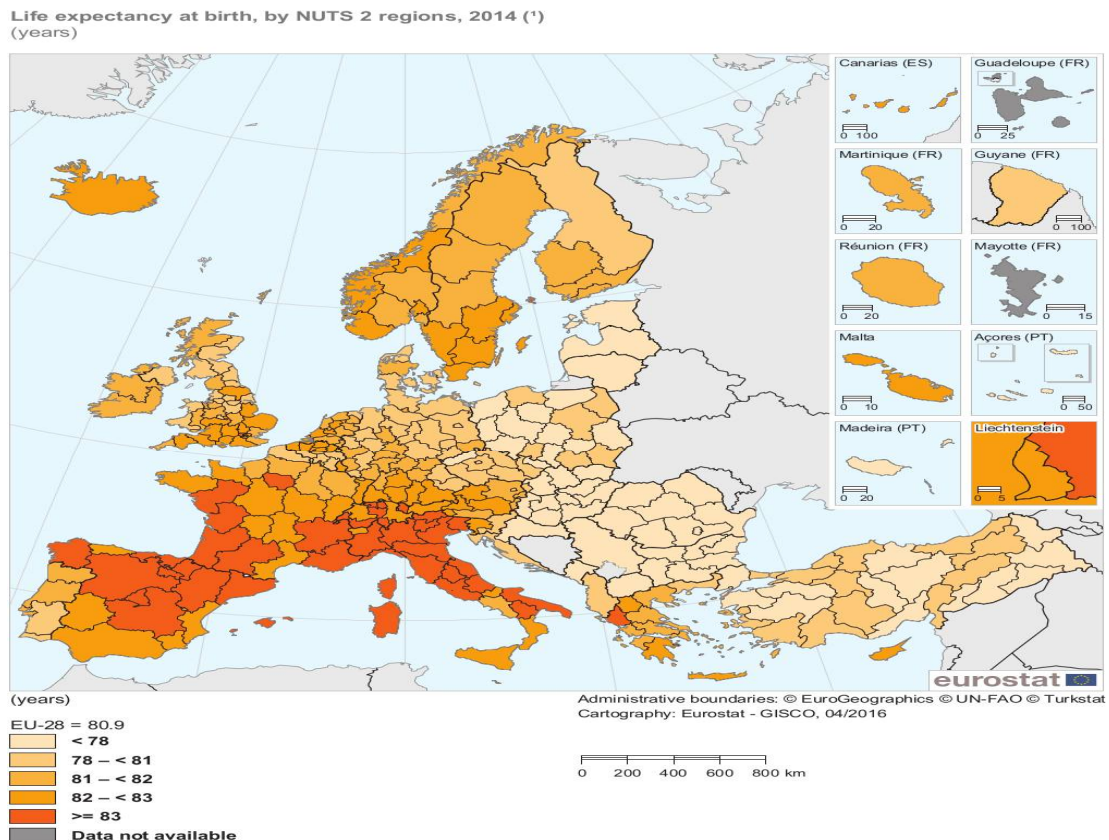 Life expectancy at birth, by NUTS 2 regions, 2014 (¹)
(years)
Canarias (ES)
0 100
Guadeloupe (FR)
0 25
Martinique (FR)
0 20
Guyane (FR)
0 100
Réunion (FR)
0 20
Mayotte (FR)
0 15
Malta
0 10
Açores (PT)
0 50
Madeira (PT)
0 20
Liechtenstein
0 5
eurostat
(years)
Administrative boundaries: © EuroGeographics © UN-FAO © Turkstat
Cartography: Eurostat - GISCO, 04/2016
EU-28 = 80.9
< 78
78 – < 81
81 – < 82
82 – < 83
>= 83
Data not available
0 200 400 600 800 km